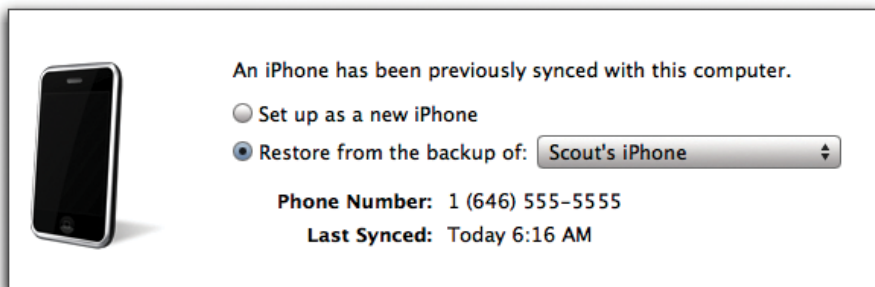 An iPhone has been previously synced with this computer.
Set up as a new iPhone
Restore from the backup of: Scout's iPhone
Phone Number: 1 (646) 555-5555
Last Synced: Today 6:16 AM